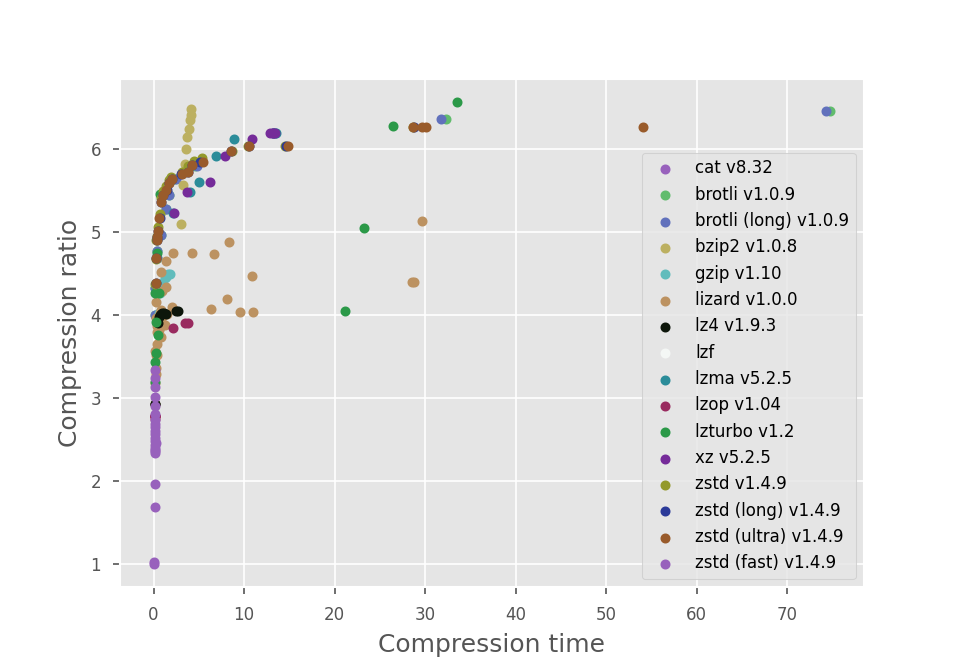 6
5
4
3
2
1
Compression ratio
cat v8.32
brotli v1.0.9
brotli (long) v1.0.9
bzip2 v1.0.8
gzip v1.10
lizard v1.0.0
lz4 v1.9.3
lzf
lzma v5.2.5
lzop v1.04
lzturbo v1.2
xz v5.2.5
zstd v1.4.9
zstd (long) v1.4.9
zstd (ultra) v1.4.9
zstd (fast) v1.4.9
0 10 20 30 40 50 60 70
Compression time